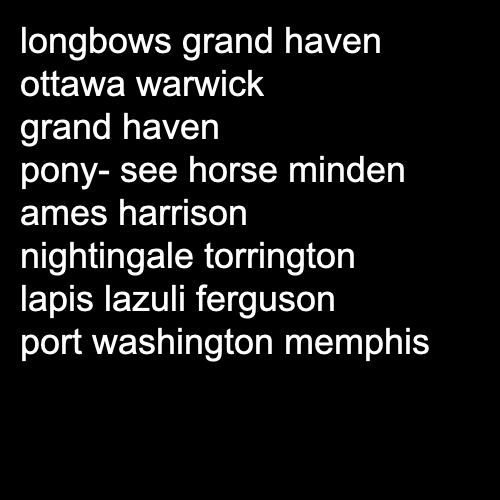 longbows grand haven
ottawa warwick
grand haven
pony- see horse minden
ames harrison
nightingale torrington
lapis lazuli ferguson
port washington memphis